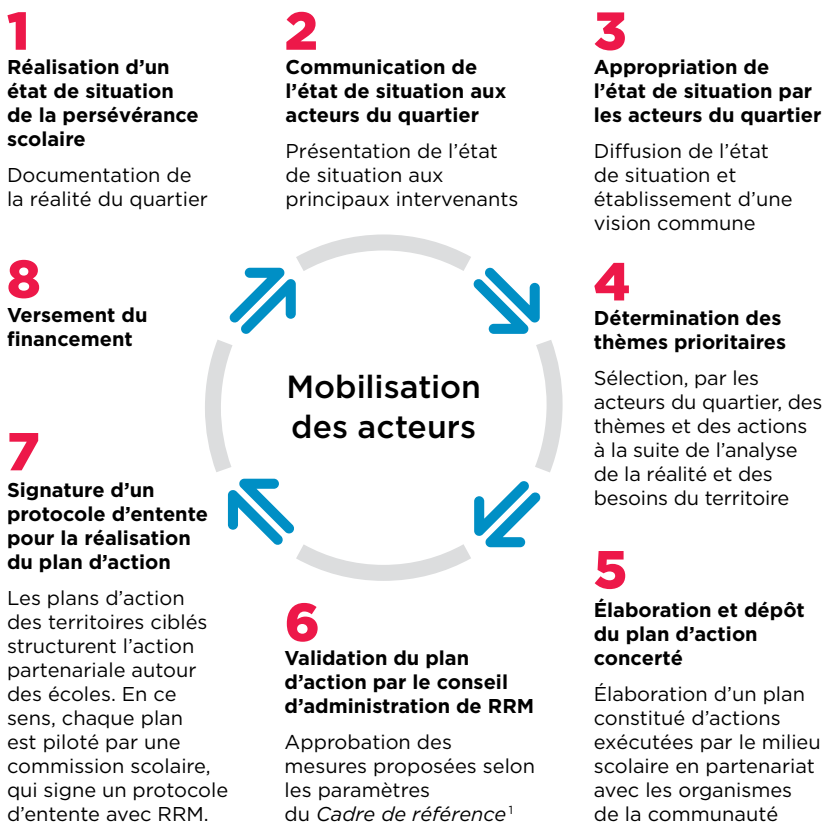 1
Réalisation d’un
état de situation
de la persévérance
scolaire
Documentation de
la réalité du quartier
2
Communication de
l’état de situation aux
acteurs du quartier
Présentation de l’état
de situation aux
principaux intervenants
3
Appropriation de
l’état de situation par
les acteurs du quartier
Diffusion de l’état
de situation et
établissement d’une
vision commune
4
Détermination des
thèmes prioritaires
Sélection, par les
acteurs du quartier, des
thèmes et des actions
à la suite de l’analyse
de la réalité et des
besoins du territoire
5
Élaboration et dépôt
du plan d’action
concerté
Élaboration d’un plan
constitué d’actions
exécutées par le milieu
scolaire en partenariat
avec les organismes
de la communauté
6
Validation du plan
d’action par le conseil
d’administration de RRM
Approbation des
mesures proposées selon
les paramètres
du Cadre de référence¹
7
Signature d’un
protocole d’entente
pour la réalisation
du plan d’action
Les plans d’action
des territoires ciblés
structurent l’action
partenariale autour
des écoles. En ce
sens, chaque plan
est piloté par une
commission scolaire,
qui signe un protocole
d’entente avec RRM.
8
Versement du
financement
Mobilisation
des acteurs